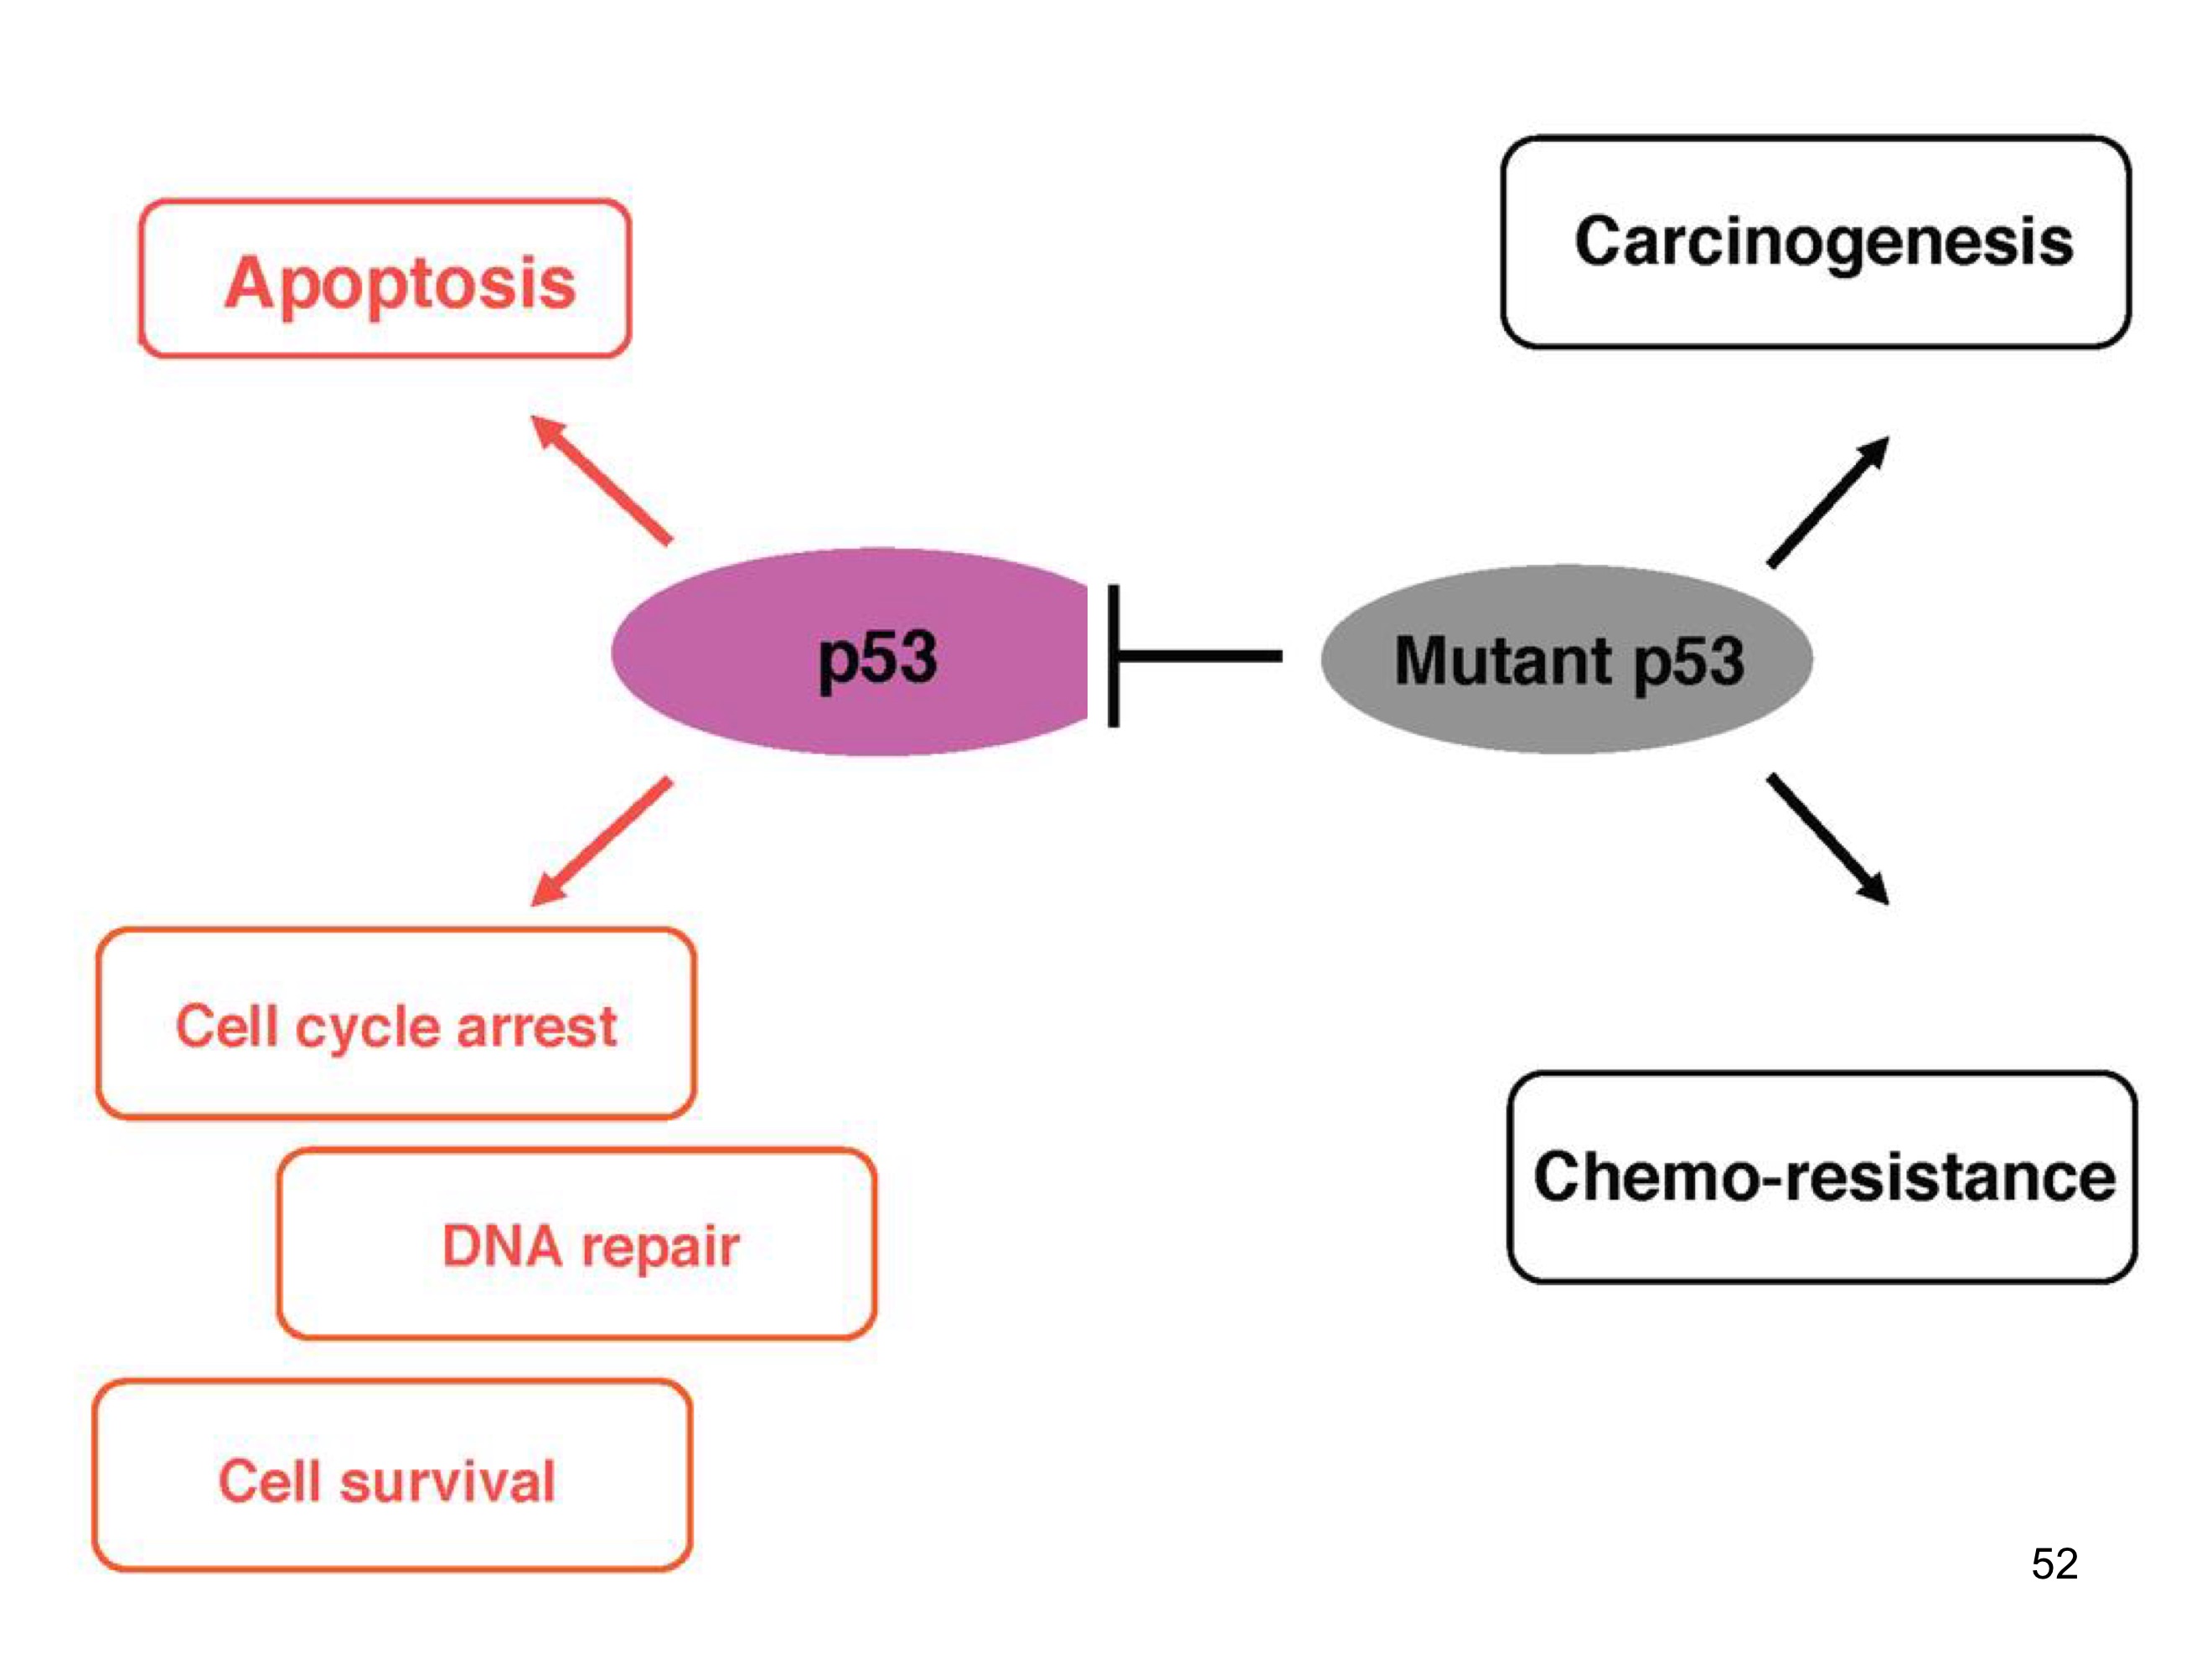 Apoptosis
Carcinogenesis
p53
Mutant p53
Cell cycle arrest
DNA repair
Cell survival
Chemo-resistance
52